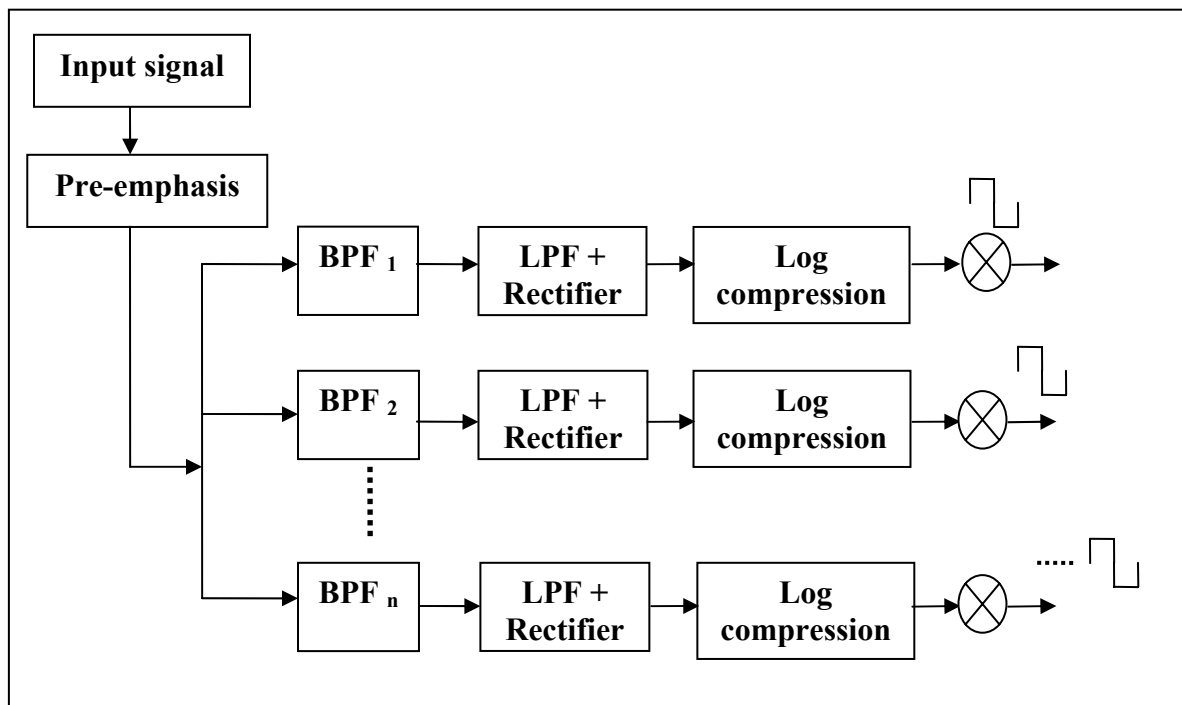 Input signal
Pre-emphasis
BPF 1
LPF +
Rectifier
Log
compression
BPF 2
LPF +
Rectifier
Log
compression
BPF n
LPF +
Rectifier
Log
compression